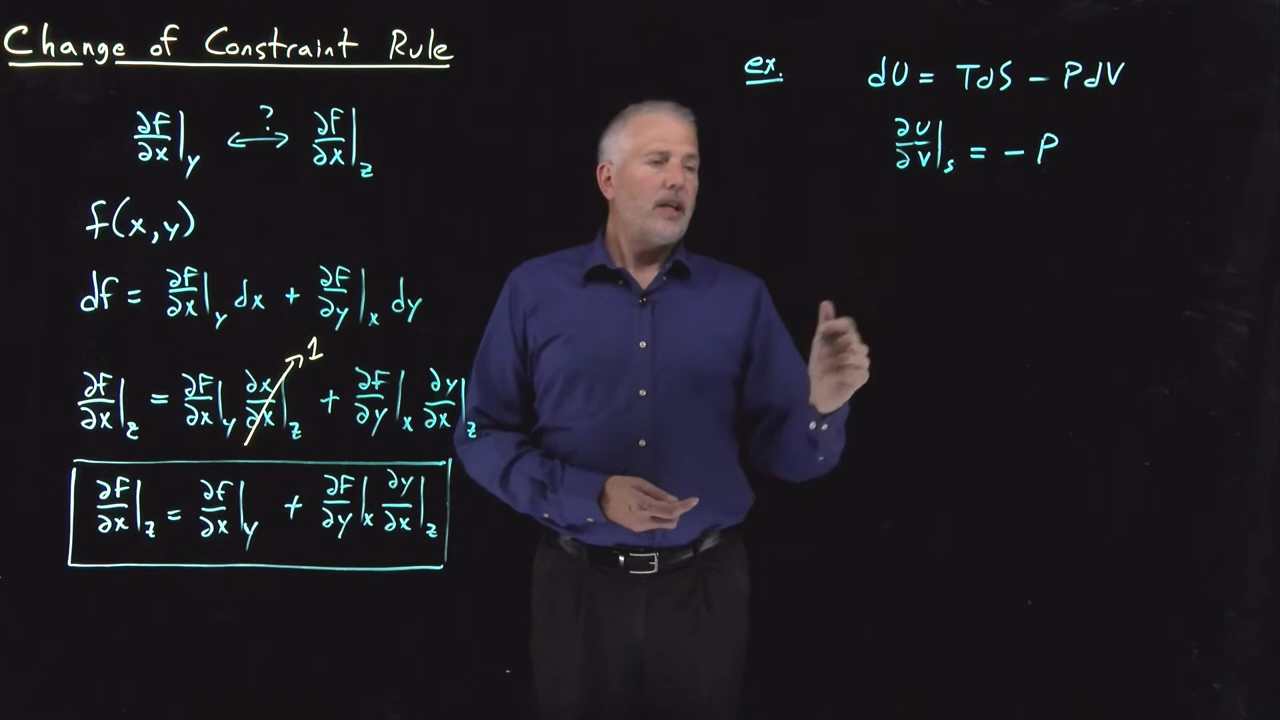 Change of Constraint Rule
∂f/∂x|y ⟷? ∂f/∂x|z
f(x,y)
df = ∂f/∂x|y dx + ∂f/∂y|x dy
∂f/∂x|z = ∂f/∂x|y ∂x/∂x|z + ∂f/∂y|x ∂y/∂x|z
1
∂f/∂x|z = ∂f/∂x|y + ∂f/∂y|x ∂y/∂x|z
ex. dU = TdS - PdV
∂U/∂V|s = - P